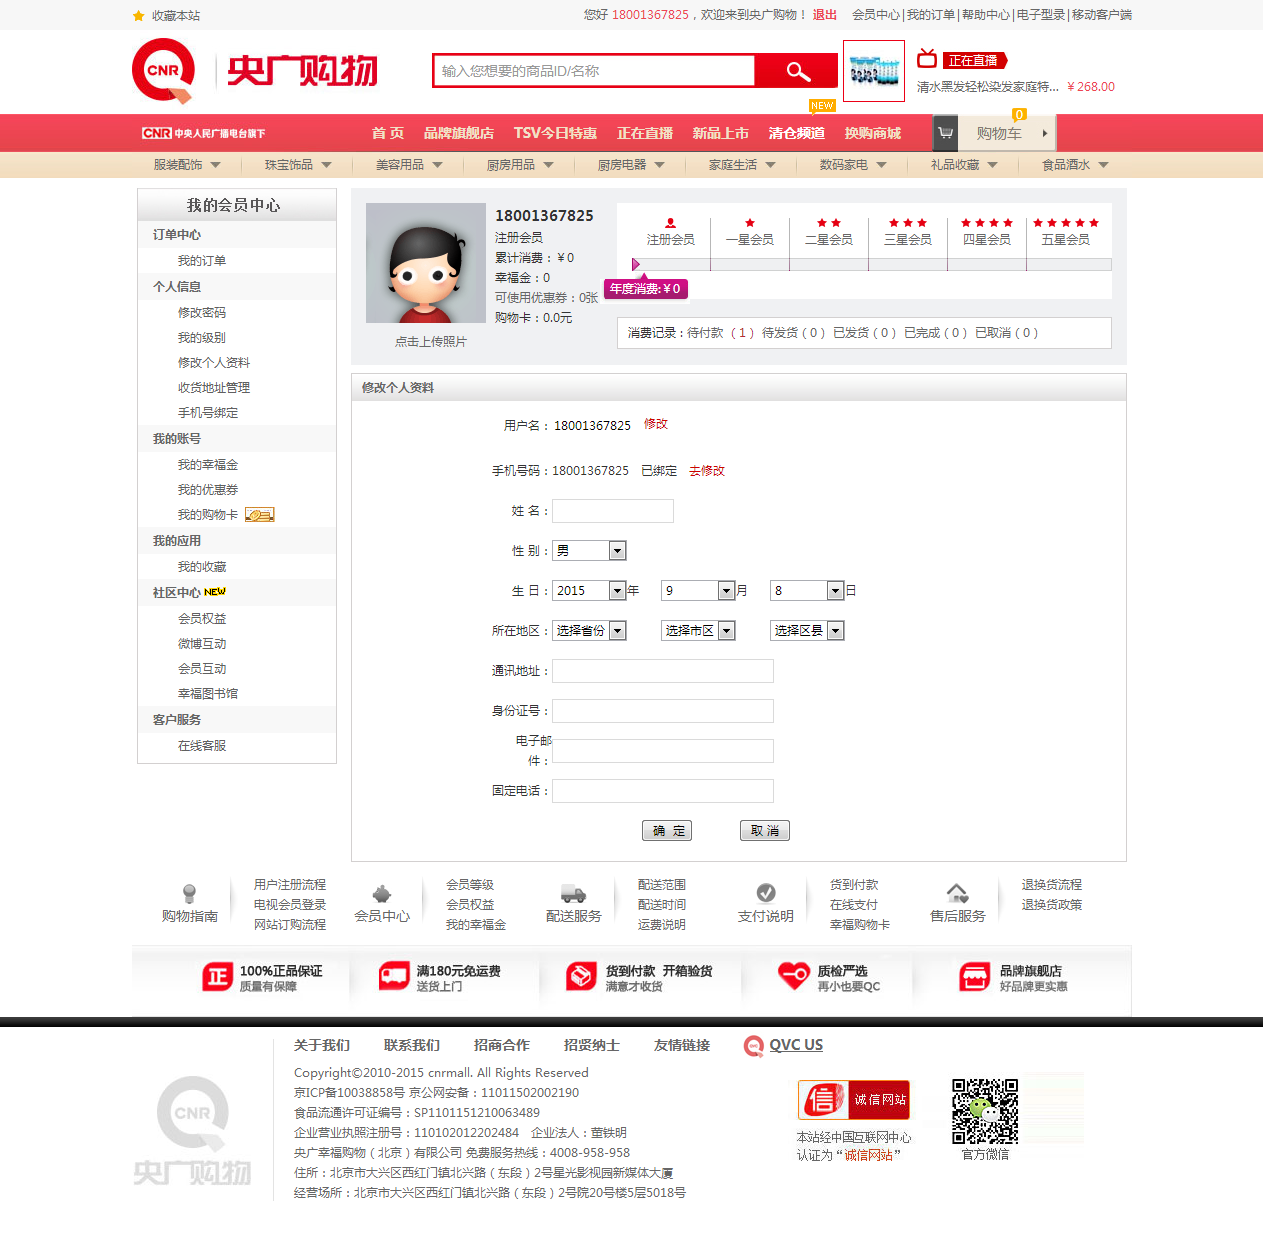 收藏本站
您好 18001367825，欢迎来到央广购物！ 退出 会员中心|我的订单|帮助中心|电子型录|移动客户端
CNR 央广购物
输入您想要的商品ID/名称
正在直播
清水黑发轻松染发家庭特... ￥268.00
NEW
CNR 中央人民广播电台旗下
首 页 品牌旗舰店 TSV今日特惠 正在直播 新品上市 清仓频道 换购商城
购物车 0
服装配饰 珠宝饰品 美容用品 厨房用品 厨房电器 家庭生活 数码家电 礼品收藏 食品酒水
我的会员中心
订单中心
我的订单
个人信息
修改密码
我的级别
修改个人资料
收货地址管理
手机号绑定
我的账号
我的幸福金
我的优惠券
我的购物卡
我的应用
我的收藏
社区中心 NEW
会员权益
微博互动
会员互动
幸福图书馆
客户服务
在线客服
点击上传照片
18001367825
注册会员
累计消费：￥0
幸福金：0
可使用优惠券：0张
购物卡：0.0元
注册会员 一星会员 二星会员 三星会员 四星会员 五星会员
年度消费:￥0
消费记录：待付款 （1） 待发货（0） 已发货（0） 已完成（0） 已取消（0）
修改个人资料
用户名： 18001367825 修改
手机号码：18001367825 已绑定 去修改
姓 名：
性 别： 男
生 日： 2015 年 9 月 8 日
所在地区： 选择省份 选择市区 选择区县
通讯地址：
身份证号：
电子邮
件：
固定电话：
确 定 取 消
购物指南
用户注册流程
电视会员登录
网站订购流程
会员中心
会员等级
会员权益
我的幸福金
配送服务
配送范围
配送时间
运费说明
支付说明
货到付款
在线支付
幸福购物卡
售后服务
退换货流程
退换货政策
正 100%正品保证
质量有保障
满180元免运费
送货上门
货到付款 开箱验货
满意才收货
质检严选
再小也要QC
品牌旗舰店
好品牌更实惠
关于我们 联系我们 招商合作 招贤纳士 友情链接 QVC US
CNR
央广购物
Copyright©2010-2015 cnrmall. All Rights Reserved
京ICP备10038858号 京公网安备：11011502002190
食品流通许可证编号：SP1101151210063489
企业营业执照注册号：110102012202484 企业法人：董铁明
央广幸福购物（北京）有限公司 免费服务热线：4008-958-958
住所：北京市大兴区西红门镇北兴路（东段）2号星光影视园新媒体大厦
经营场所：北京市大兴区西红门镇北兴路（东段）2号院20号楼5层5018号
信 诚信网站
本站经中国互联网中心
认证为“诚信网站”
官方微信